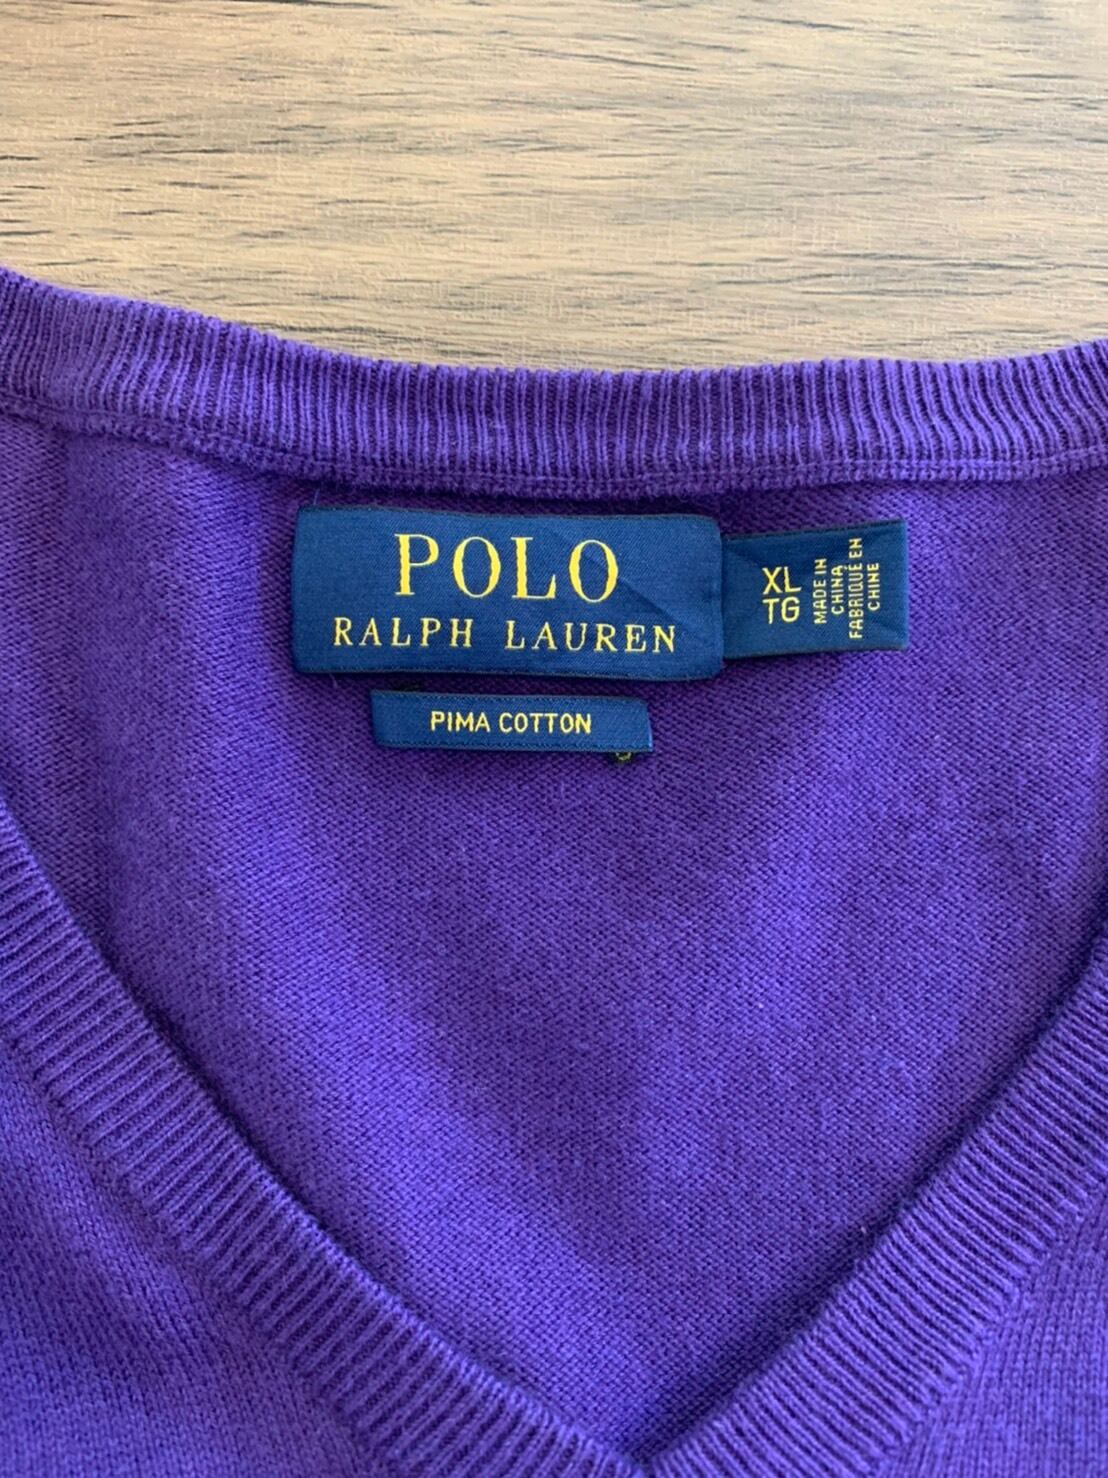 POLO
RALPH LAUREN
XL
TG
MADE IN
CHINA
FABRIQUÉ EN
CHINE
PIMA COTTON